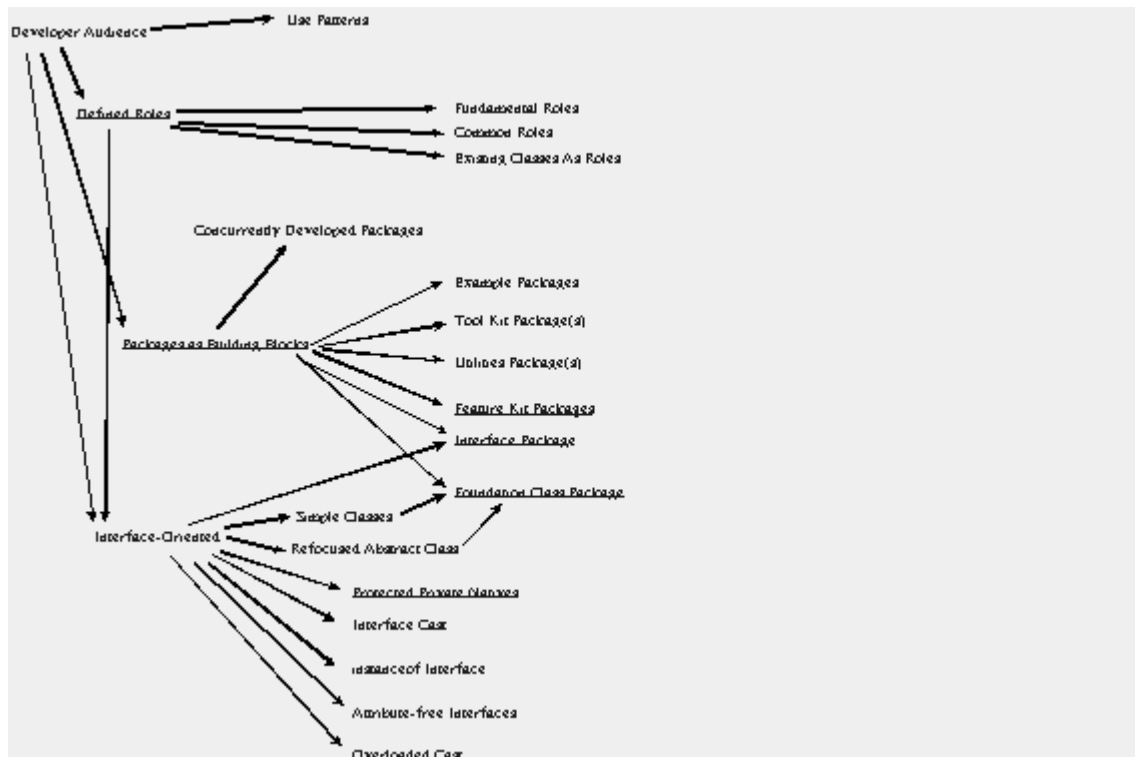 Use Patterns
Developer Audience
Defined Roles
Fundamental Roles
Common Roles
Existing Classes As Roles
Concurrently Developed Packages
Example Packages
Tool Kit Package(s)
Packages as Building Blocks
Utilities Package(s)
Feature Kit Packages
Interface Package
Foundation Class Package
Simple Classes
Interface-Oriented
Refocused Abstract Class
Protected Private Natives
Interface Cast
instanceof Interface
Attribute-free Interfaces
Overloaded Cast